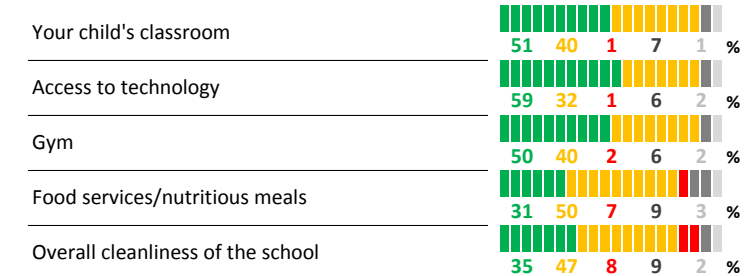 Your child's classroom
51 40 1 7 1 %
Access to technology
59 32 1 6 2 %
Gym
50 40 2 6 2 %
Food services/nutritious meals
31 50 7 9 3 %
Overall cleanliness of the school
35 47 8 9 2 %